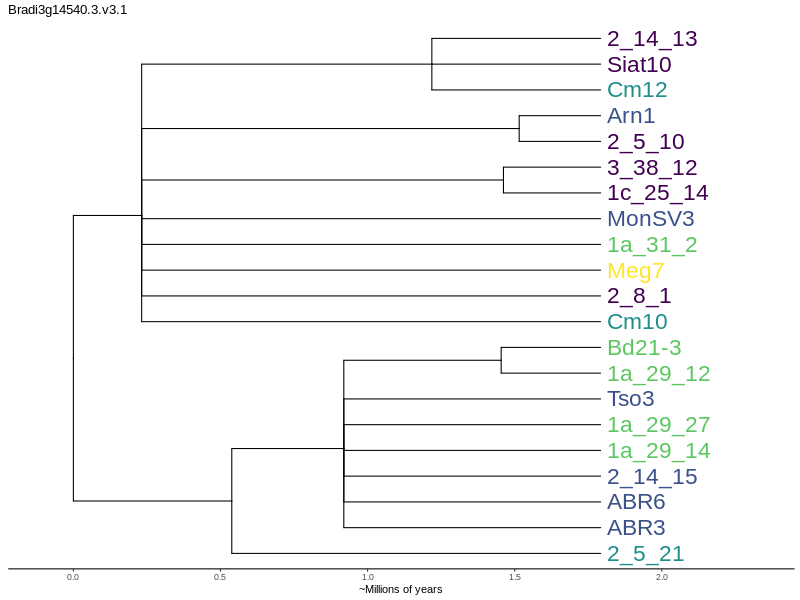 Bradi3g14540.3.v3.1
2_14_13
Siat10
Cm12
Arn1
2_5_10
3_38_12
1c_25_14
MonSV3
1a_31_2
Meg7
2_8_1
Cm10
Bd21-3
1a_29_12
Tso3
1a_29_27
1a_29_14
2_14_15
ABR6
ABR3
2_5_21
0.0 0.5 1.0 1.5 2.0
~Millions of years